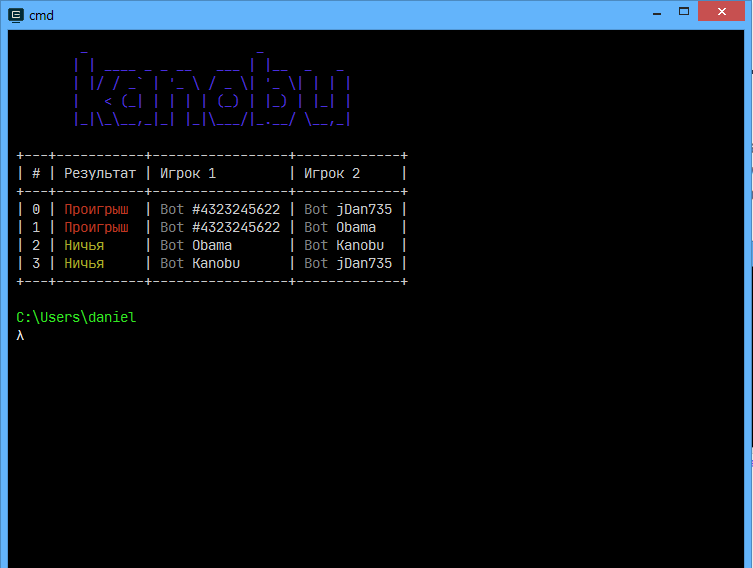 cmd
kanobu
| # | Результат | Игрок 1 | Игрок 2 |
| 0 | Проигрыш | Bot #4323245622 | Bot jDan735 |
| 1 | Проигрыш | Bot #4323245622 | Bot Obama |
| 2 | Ничья | Bot Obama | Bot Kanobu |
| 3 | Ничья | Bot Kanobu | Bot jDan735 |
C:\Users\daniel
λ